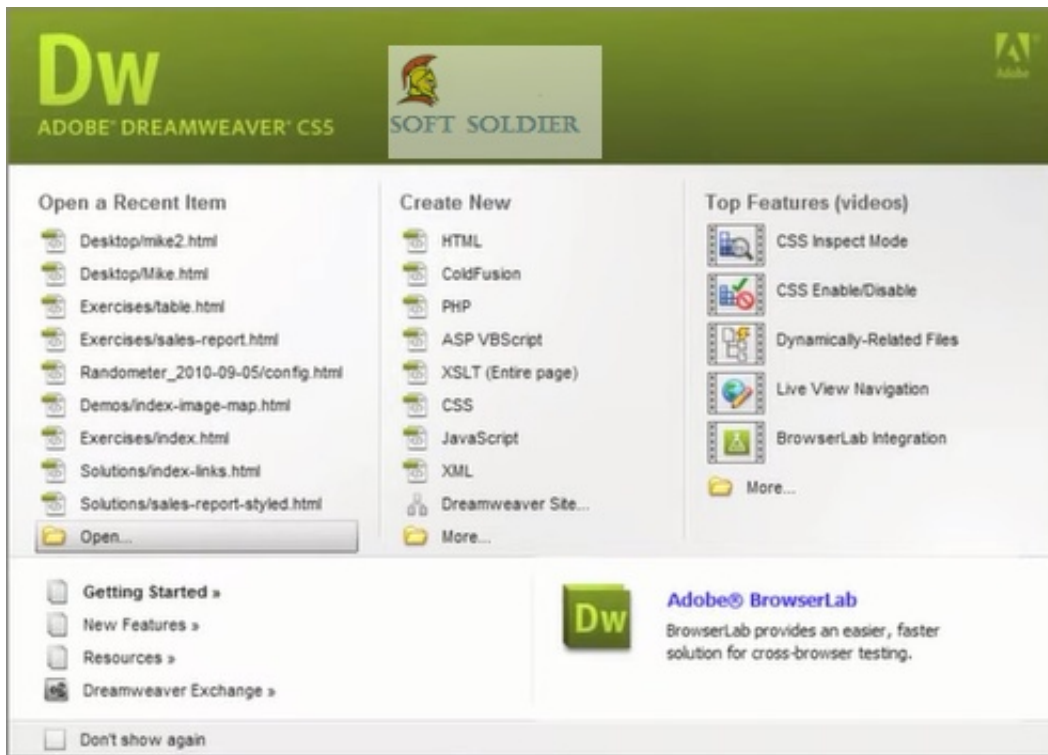 Dw
ADOBE® DREAMWEAVER® CS5
SOFT SOLDIER
Adobe
Open a Recent Item
Desktop/mike2.html
Desktop/Mike.html
Exercises/table.html
Exercises/sales-report.html
Randometer_2010-09-05/config.html
Demos/index-image-map.html
Exercises/index.html
Solutions/index-links.html
Solutions/sales-report-styled.html
Open...
Create New
HTML
ColdFusion
PHP
ASP VBScript
XSLT (Entire page)
CSS
JavaScript
XML
Dreamweaver Site...
More...
Top Features (videos)
CSS Inspect Mode
CSS Enable/Disable
Dynamically-Related Files
Live View Navigation
BrowserLab Integration
More...
Getting Started »
New Features »
Resources »
Dreamweaver Exchange »
Dw
Adobe® BrowserLab
BrowserLab provides an easier, faster
solution for cross-browser testing.
Don't show again